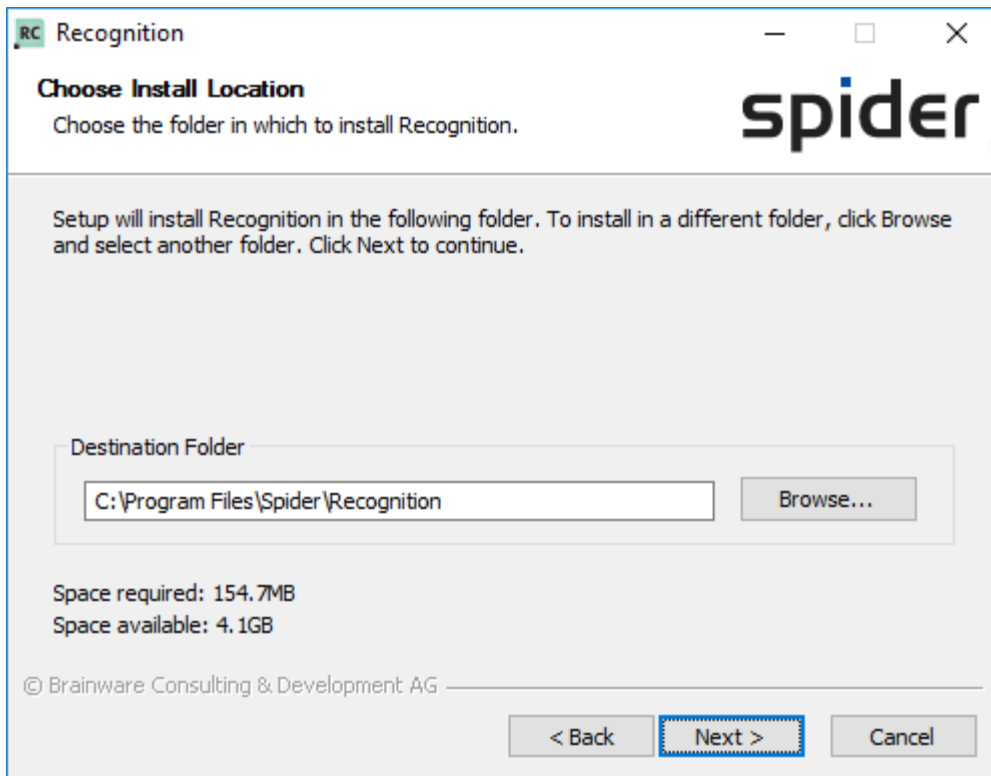 RC Recognition
Choose Install Location
Choose the folder in which to install Recognition.
spider
Setup will install Recognition in the following folder. To install in a different folder, click Browse
and select another folder. Click Next to continue.
Destination Folder
C:\Program Files\Spider\Recognition
Browse...
Space required: 154.7MB
Space available: 4.1GB
© Brainware Consulting & Development AG
< Back
Next >
Cancel